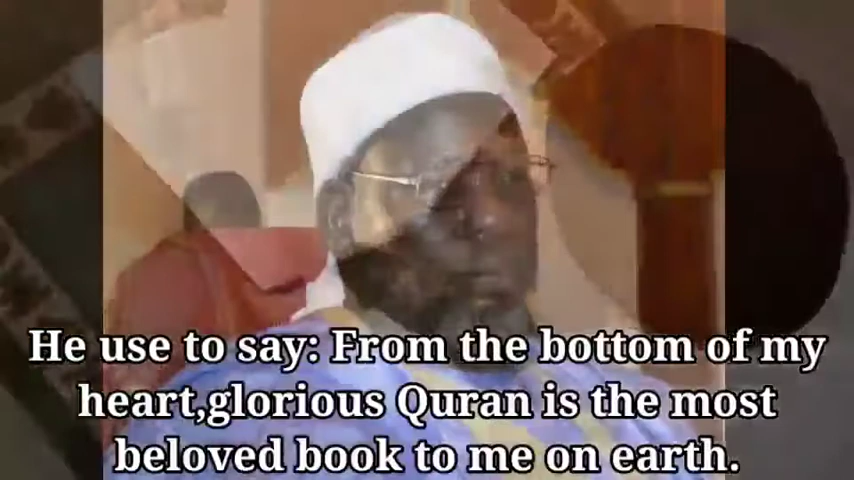 He use to say: From the bottom of my
heart,glorious Quran is the most
beloved book to me on earth.